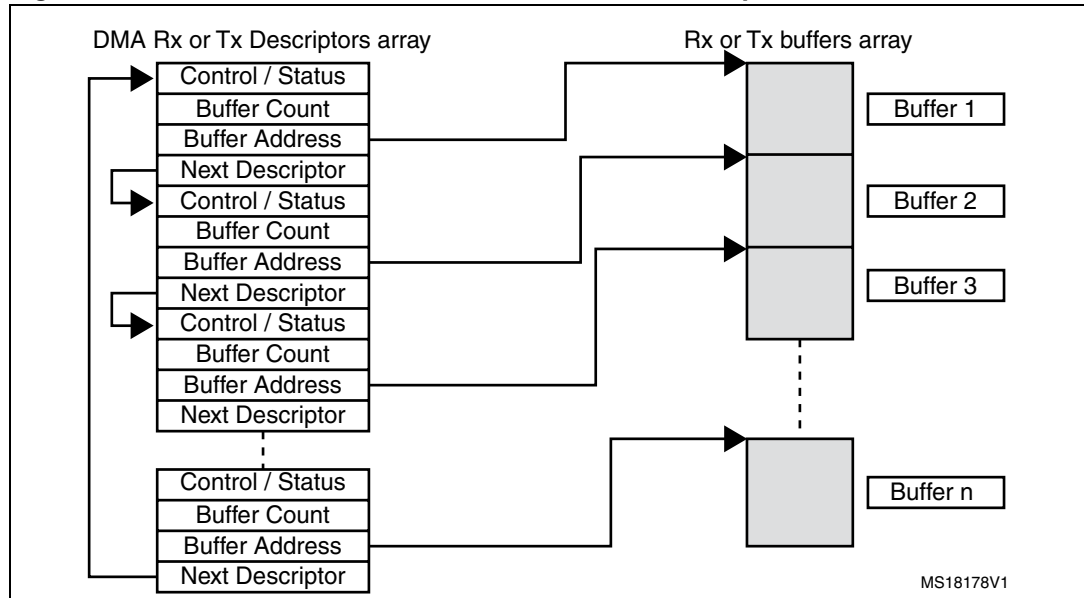 DMA Rx or Tx Descriptors array
Rx or Tx buffers array
Control / Status
Buffer Count
Buffer Address
Next Descriptor
Control / Status
Buffer Count
Buffer Address
Next Descriptor
Control / Status
Buffer Count
Buffer Address
Next Descriptor
Control / Status
Buffer Count
Buffer Address
Next Descriptor
Buffer 1
Buffer 2
Buffer 3
Buffer n
MS18178V1